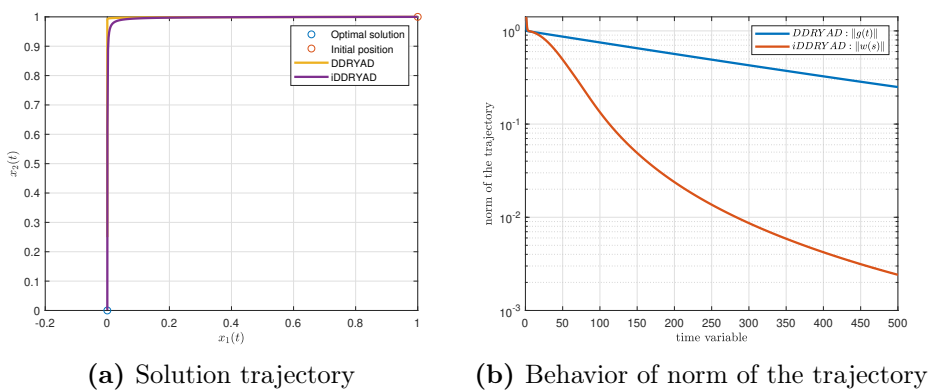 1
0.9
0.8
0.7
0.6
0.5
0.4
0.3
0.2
0.1
0
x₂(t)
-0.2 0 0.2 0.4 0.6 0.8 1
x₁(t)
Optimal solution
Initial position
DDRYAD
iDDRYAD
(a) Solution trajectory
10⁰
10⁻¹
10⁻²
10⁻³
norm of the trajectory
0 50 100 150 200 250 300 350 400 450 500
time variable
DDRYAD : ‖g(t)‖
iDDRYAD : ‖w(s)‖
(b) Behavior of norm of the trajectory